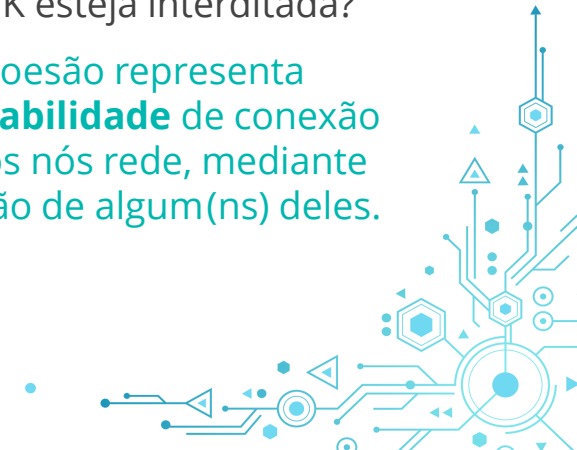 K esteja interditada?
oesão representa
abilidade de conexão
os nós rede, mediante
ão de algum(ns) deles.